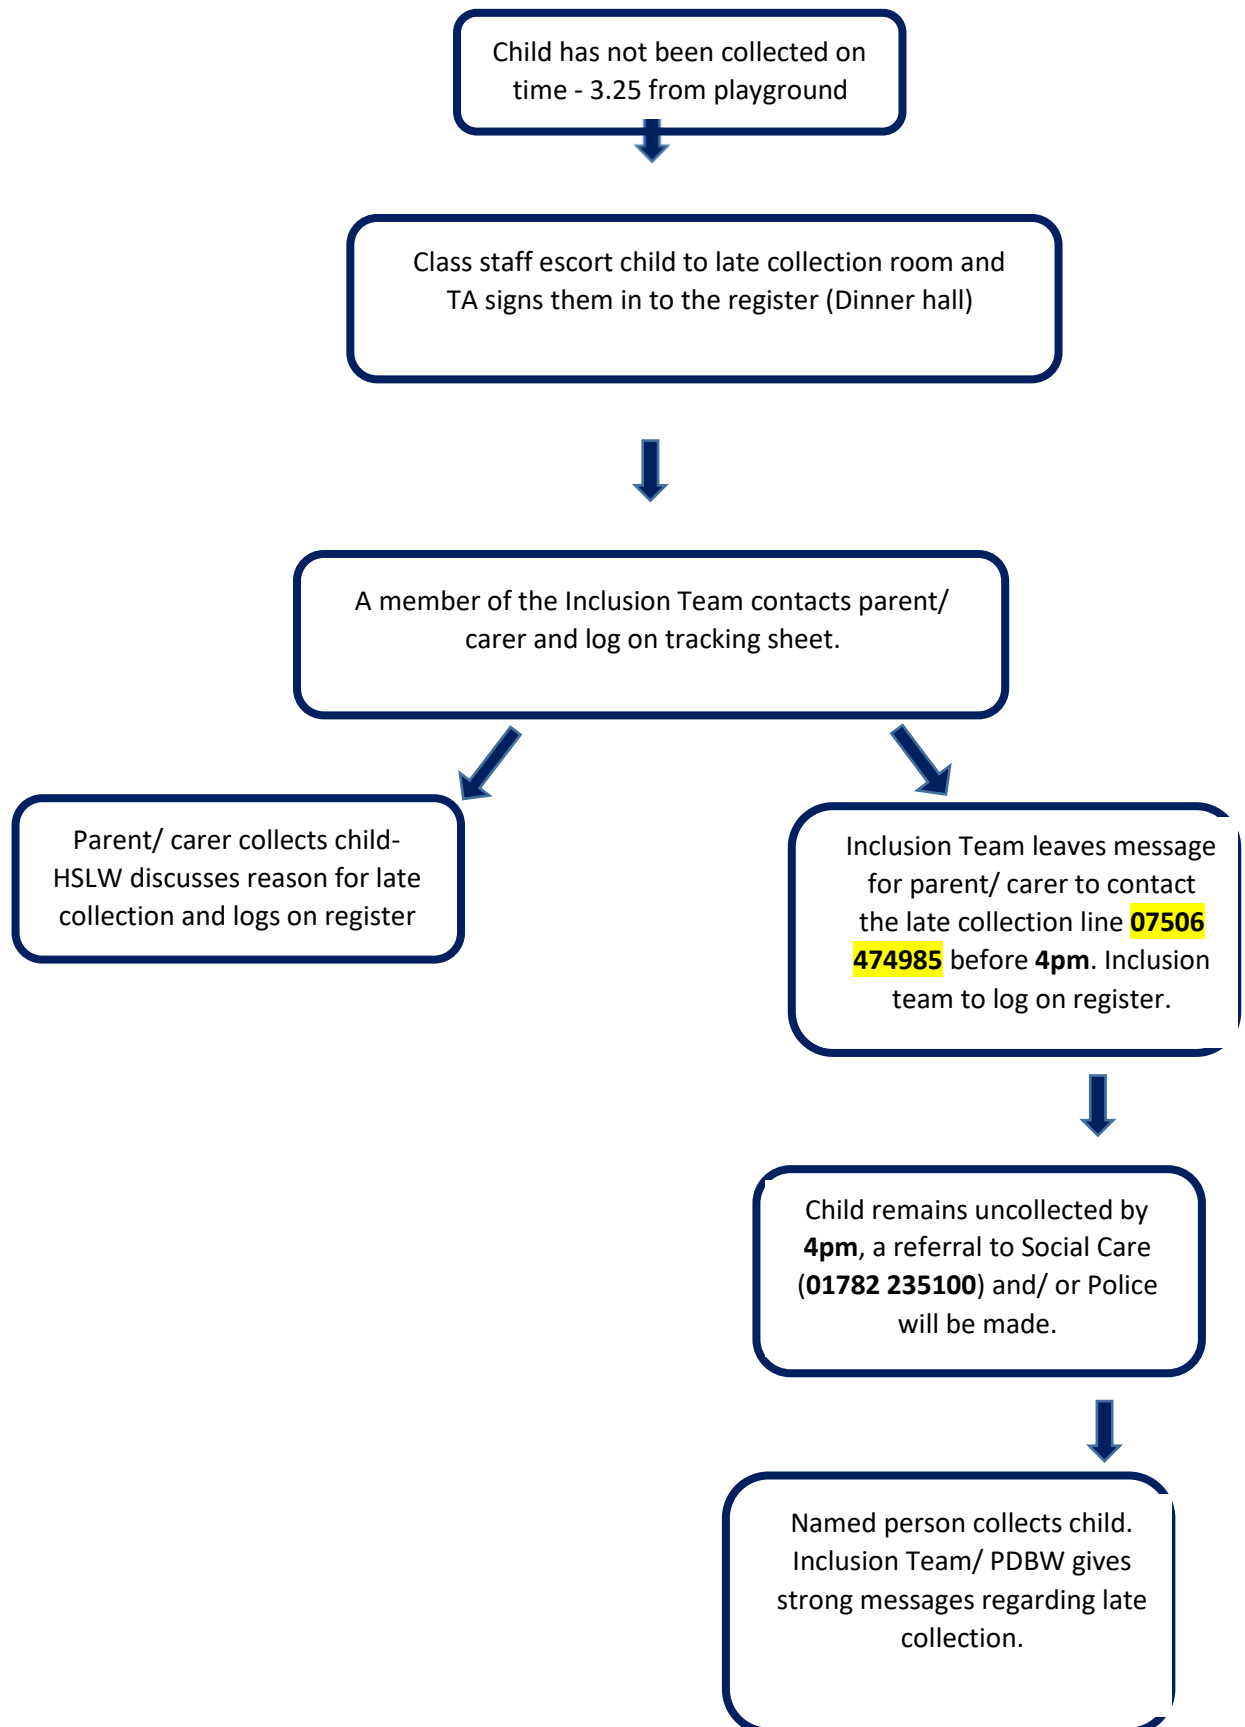 Child has not been collected on
time - 3.25 from playground
Class staff escort child to late collection room and
TA signs them in to the register (Dinner hall)
A member of the Inclusion Team contacts parent/
carer and log on tracking sheet.
Parent/ carer collects child-
HSLW discusses reason for late
collection and logs on register
Inclusion Team leaves message
for parent/ carer to contact
the late collection line 07506
474985 before 4pm. Inclusion
team to log on register.
Child remains uncollected by
4pm, a referral to Social Care
(01782 235100) and/ or Police
will be made.
Named person collects child.
Inclusion Team/ PDBW gives
strong messages regarding late
collection.